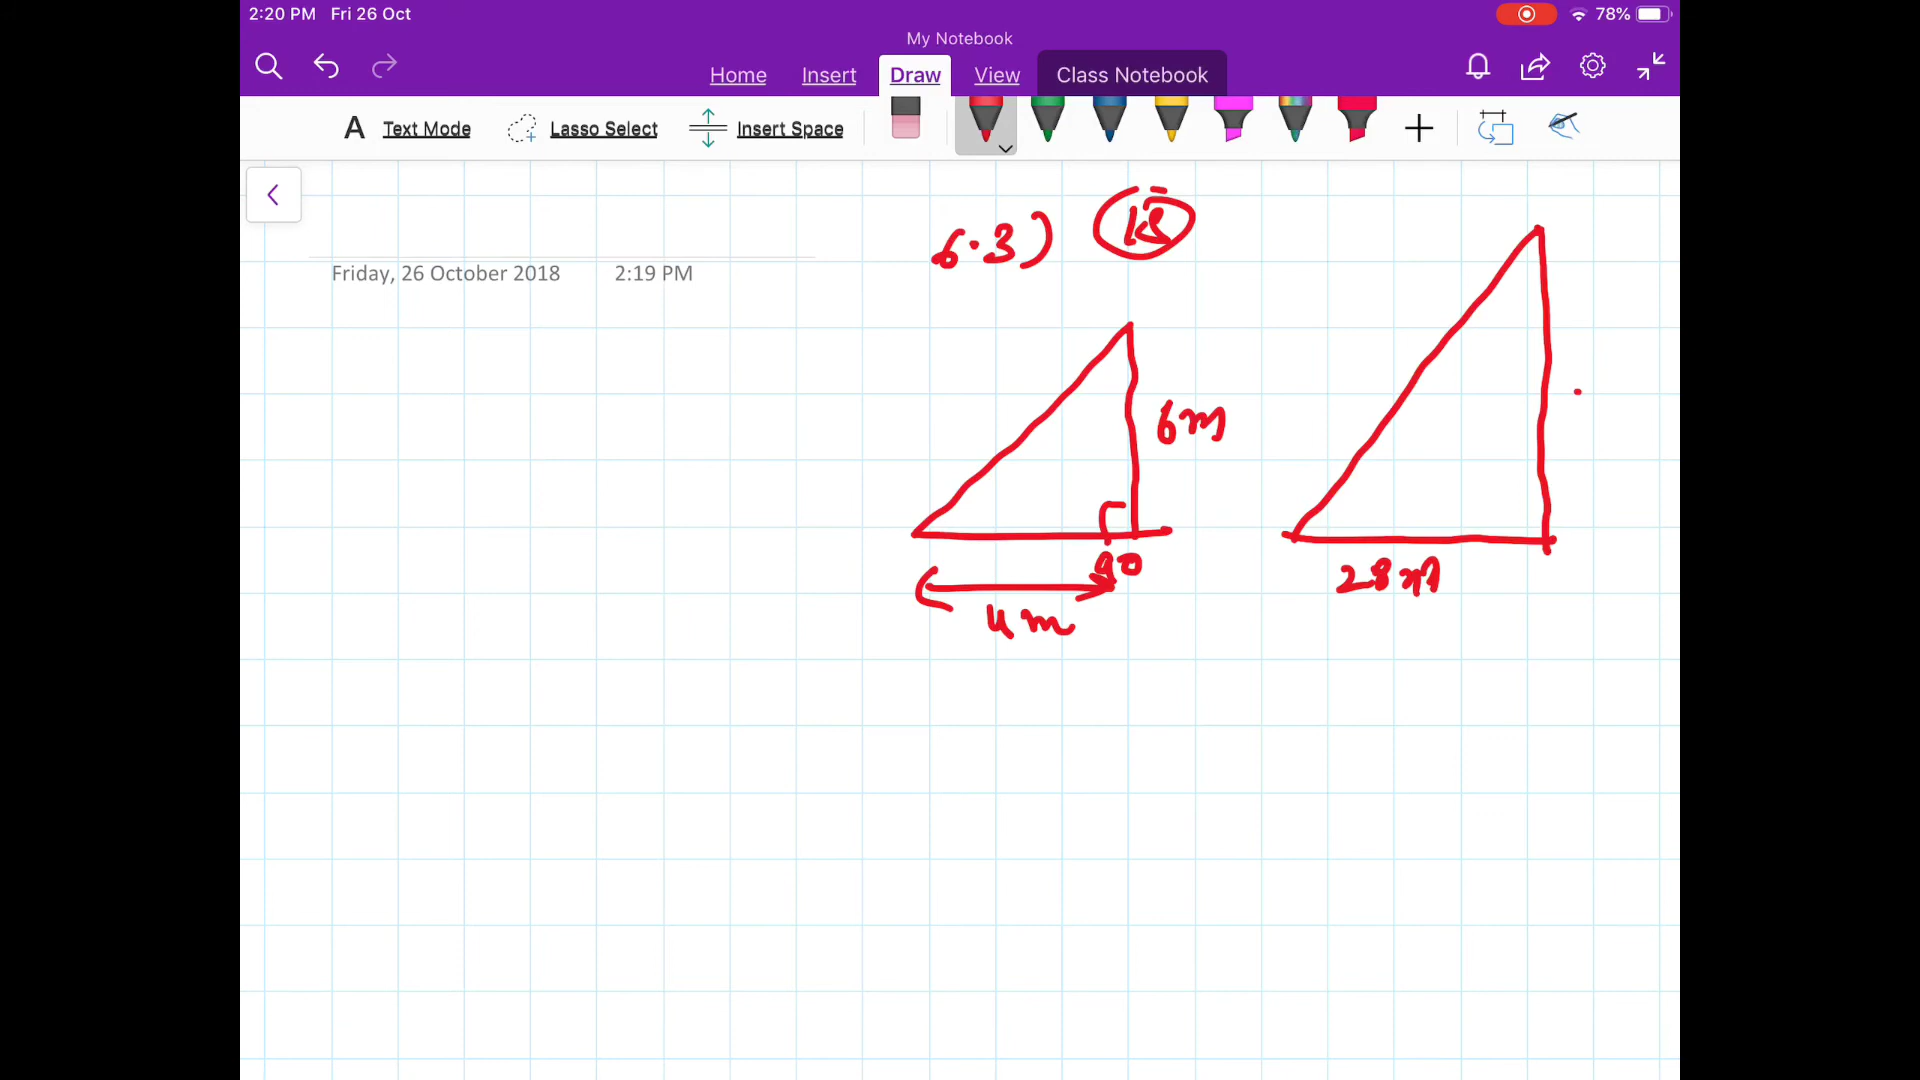 2:20 PM Fri 26 Oct
78%
My Notebook
Home Insert Draw View Class Notebook
A Text Mode Lasso Select Insert Space
6.3)
Friday, 26 October 2018 2:19 PM
6m
90
28m
4m